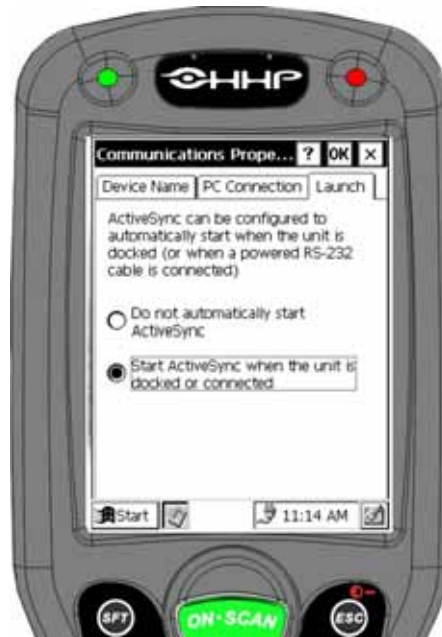 HHP
Communications Prope... ? OK ×
Device Name PC Connection Launch
ActiveSync can be configured to
automatically start when the unit is
docked (or when a powered RS-232
cable is connected)
Do not automatically start
ActiveSync
Start ActiveSync when the unit is
docked or connected
Start 11:14 AM
SFT ON·SCAN ESC